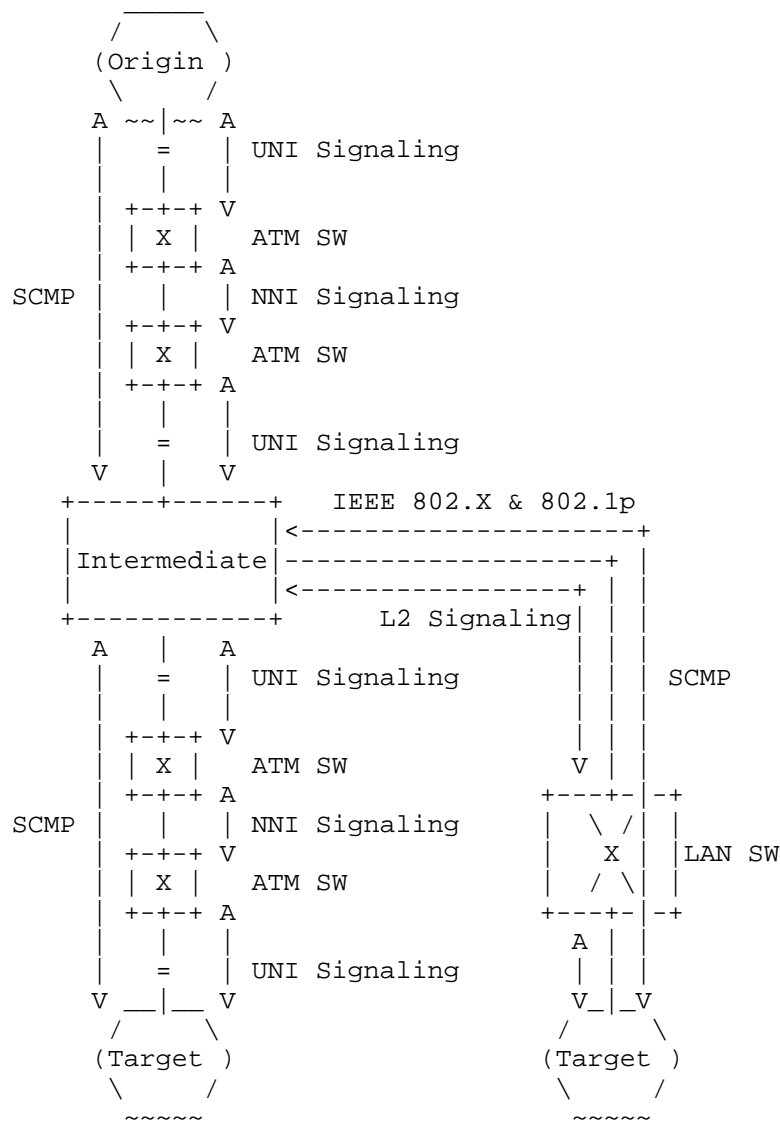 Origin
UNI Signaling
X ATM SW
SCMP NNI Signaling
X ATM SW
UNI Signaling
IEEE 802.X & 802.1p
Intermediate
L2 Signaling
UNI Signaling SCMP
X ATM SW
SCMP NNI Signaling
X LAN SW
X ATM SW
UNI Signaling
Target Target